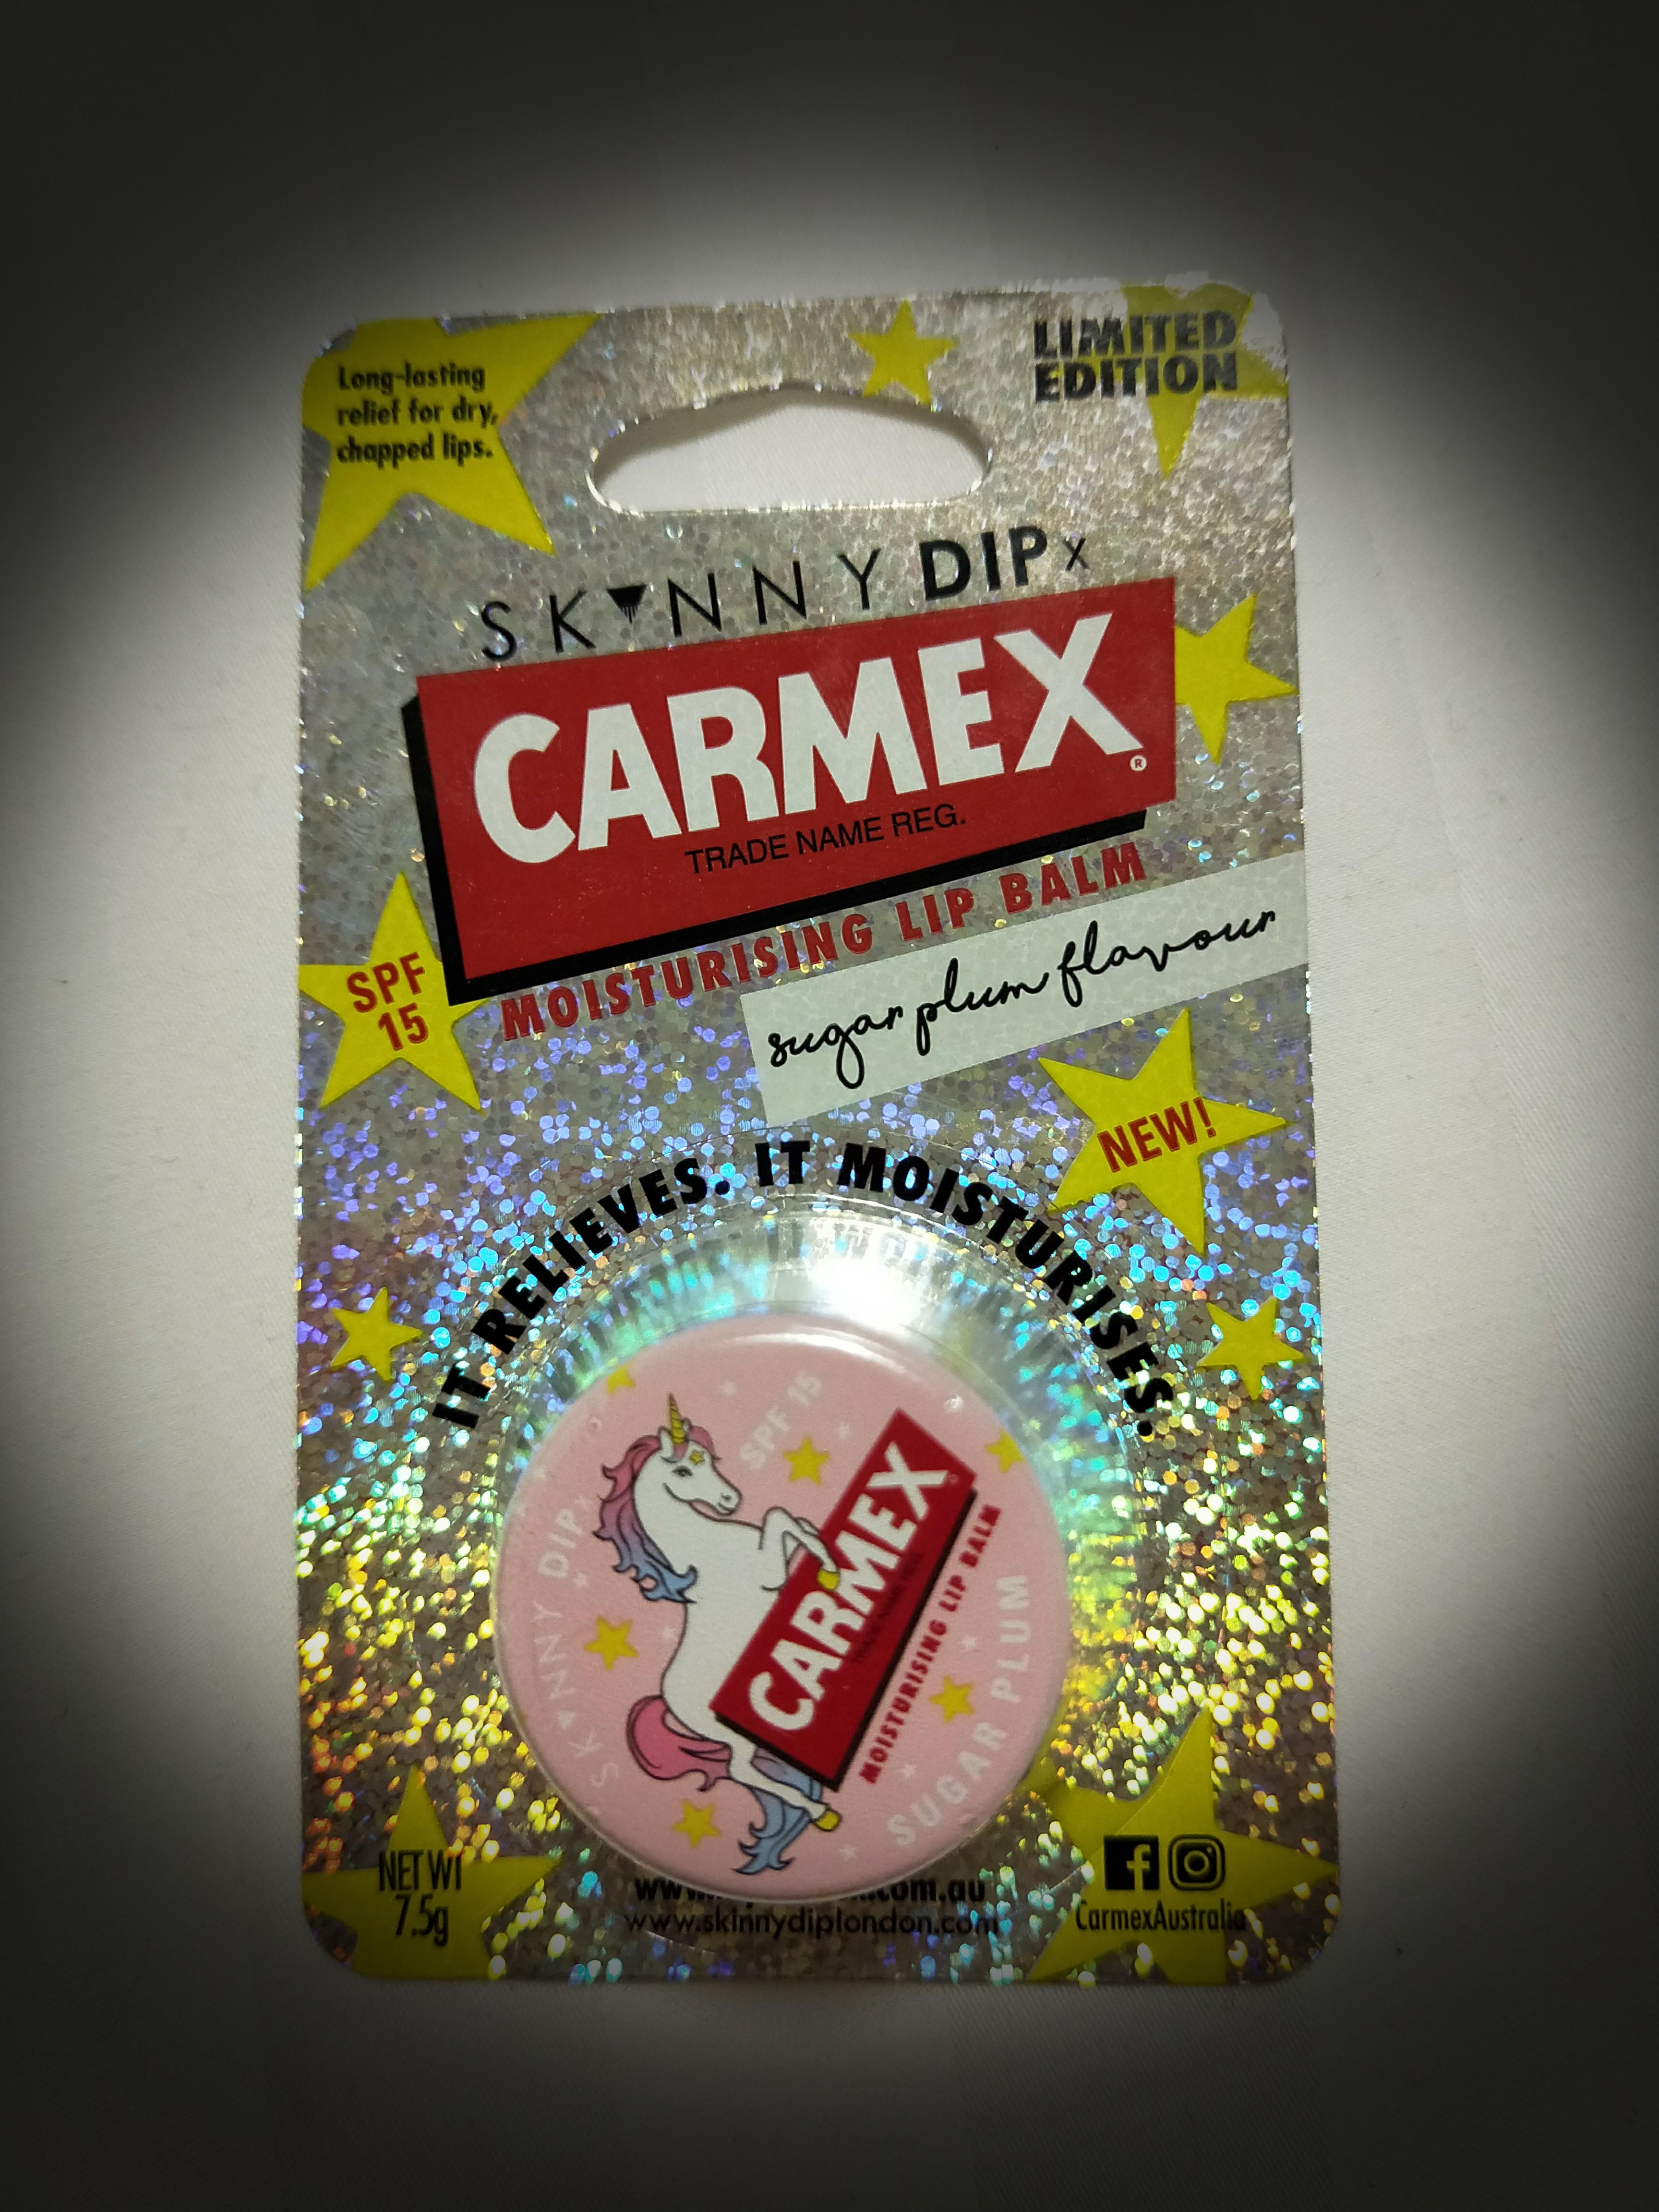 Long-lasting
relief for dry,
chapped lips.
LIMITED
EDITION
SKINNY DIP x
CARMEX®
TRADE NAME REG.
MOISTURISING LIP BALM
sugar plum flavour
SPF
15
NEW!
IT RELIEVES. IT MOISTURISES.
SPF 15
SKINNY DIP x
CARMEX
MOISTURISING LIP BALM
SUGAR PLUM
NET WT
7.5g
.com.au
www.skinnydiplondon.com
CarmexAustralia